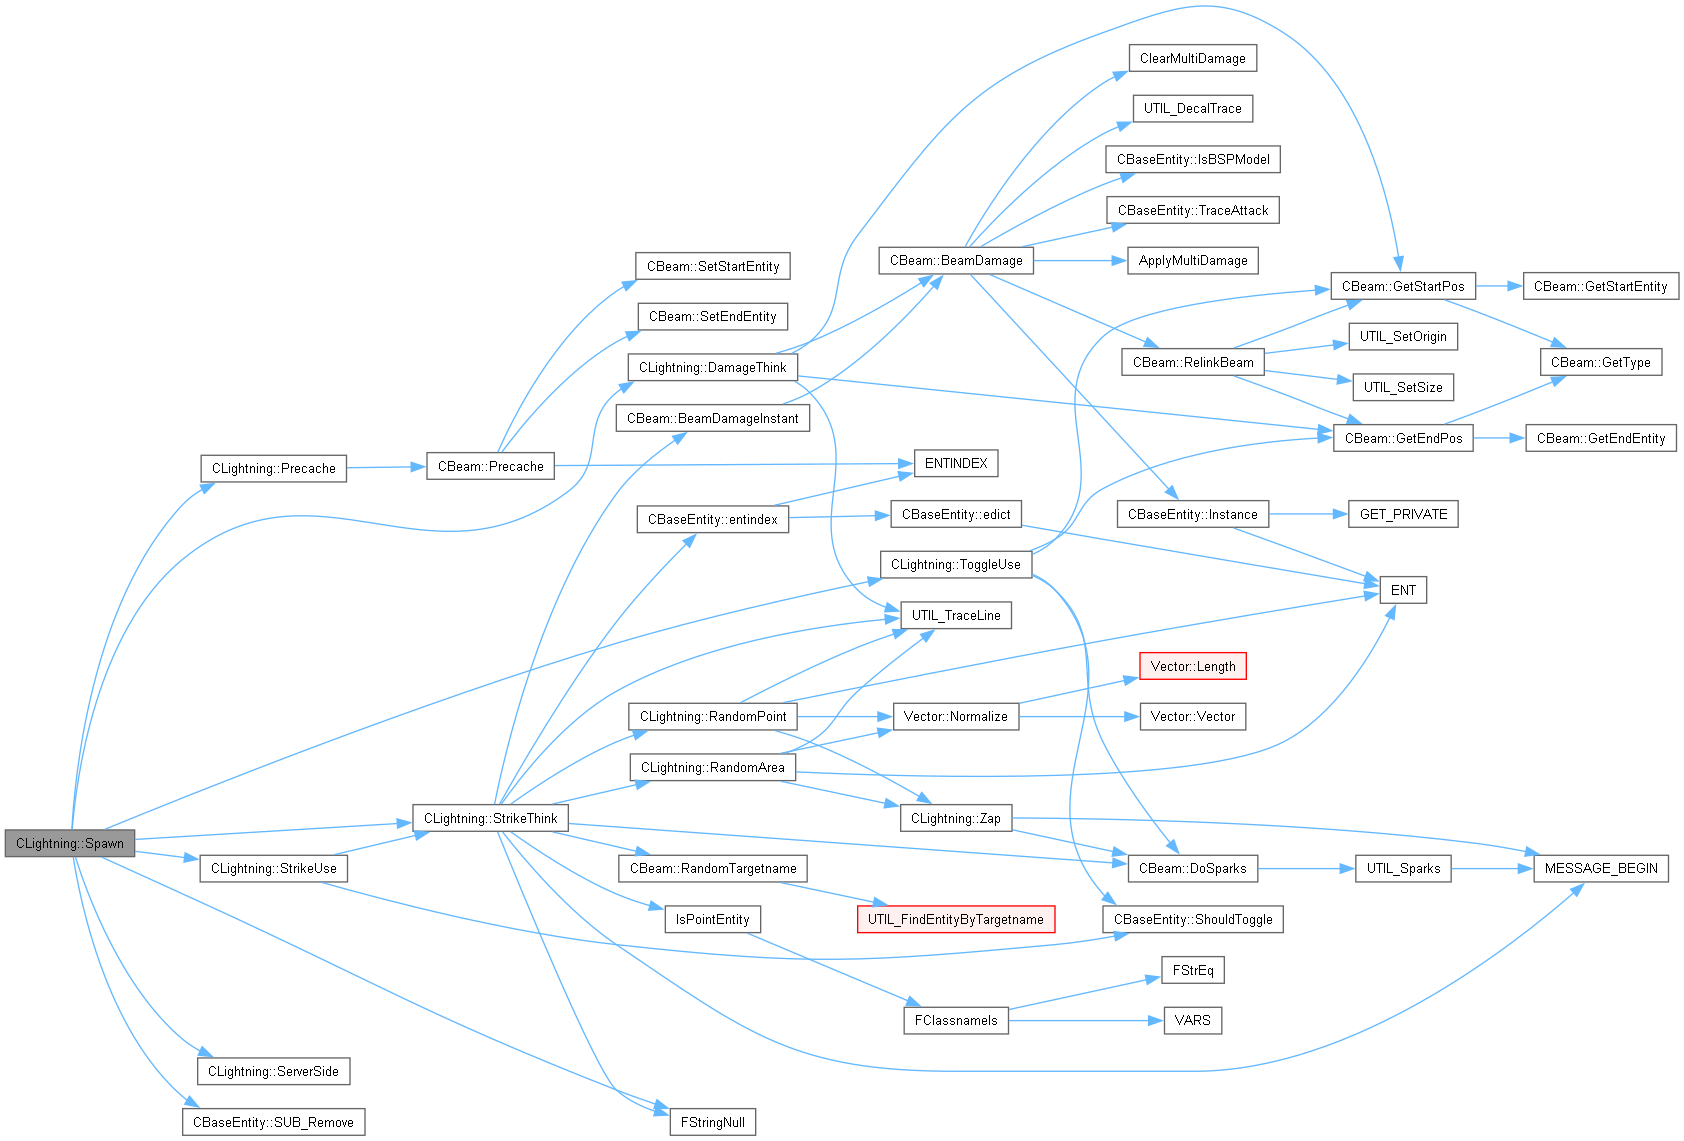 ClearMultiDamage
UTIL_DecalTrace
CBaseEntity::IsBSPModel
CBaseEntity::TraceAttack
CBeam::SetStartEntity
CBeam::BeamDamage
ApplyMultiDamage
CBeam::GetStartPos
CBeam::GetStartEntity
CBeam::SetEndEntity
UTIL_SetOrigin
CLightning::DamageThink
CBeam::RelinkBeam
CBeam::GetType
UTIL_SetSize
CBeam::BeamDamageInstant
CBeam::GetEndPos
CBeam::GetEndEntity
CLightning::Precache
CBeam::Precache
ENTINDEX
CBaseEntity::entindex
CBaseEntity::edict
CBaseEntity::Instance
GET_PRIVATE
CLightning::ToggleUse
ENT
UTIL_TraceLine
Vector::Length
CLightning::RandomPoint
Vector::Normalize
Vector::Vector
CLightning::RandomArea
CLightning::StrikeThink
CLightning::Zap
CLightning::Spawn
CLightning::StrikeUse
CBeam::RandomTargetname
CBeam::DoSparks
UTIL_Sparks
MESSAGE_BEGIN
IsPointEntity
UTIL_FindEntityByTargetname
CBaseEntity::ShouldToggle
FStrEq
FClassnameIs
VARS
CLightning::ServerSide
CBaseEntity::SUB_Remove
FStringNull